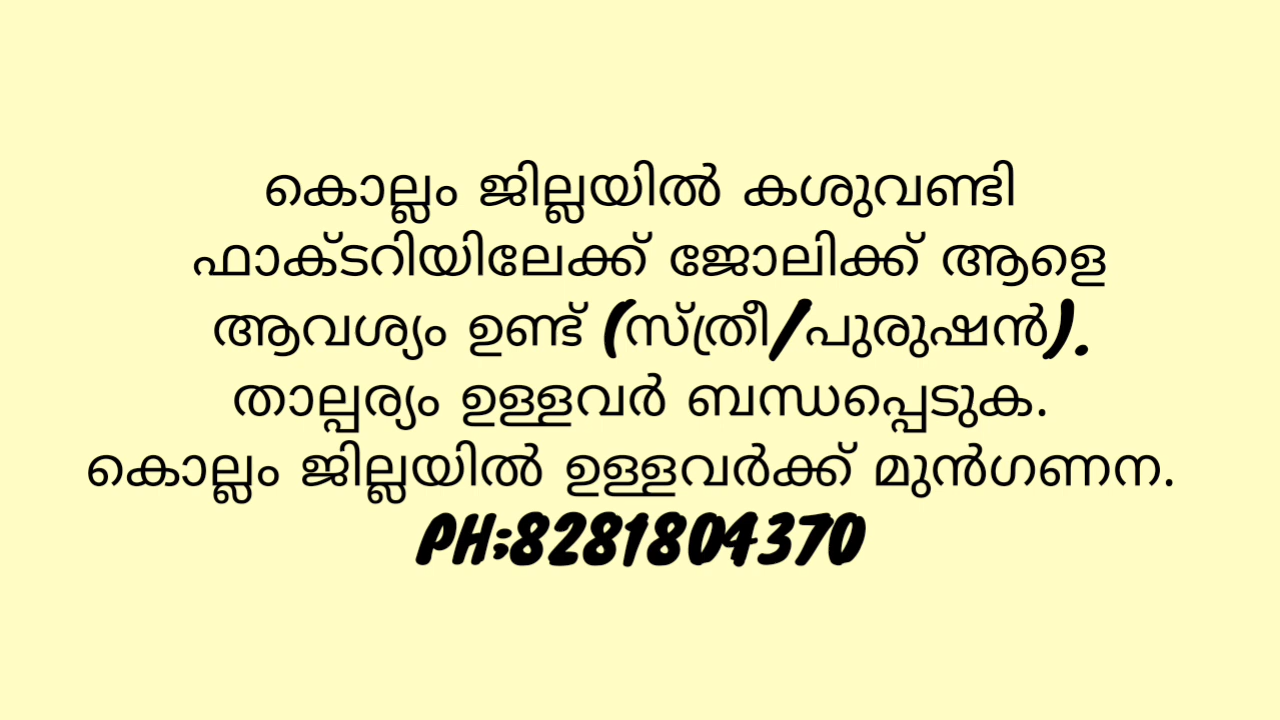 കൊല്ലം ജില്ലയിൽ കശുവണ്ടി
ഫാക്ടറിയിലേക്ക് ജോലിക്ക് ആളെ
ആവശ്യം ഉണ്ട് (സ്ത്രീ/പുരുഷൻ).
താല്പര്യം ഉള്ളവർ ബന്ധപ്പെടുക.
കൊല്ലം ജില്ലയിൽ ഉള്ളവർക്ക് മുൻഗണന.
PH;8281804370